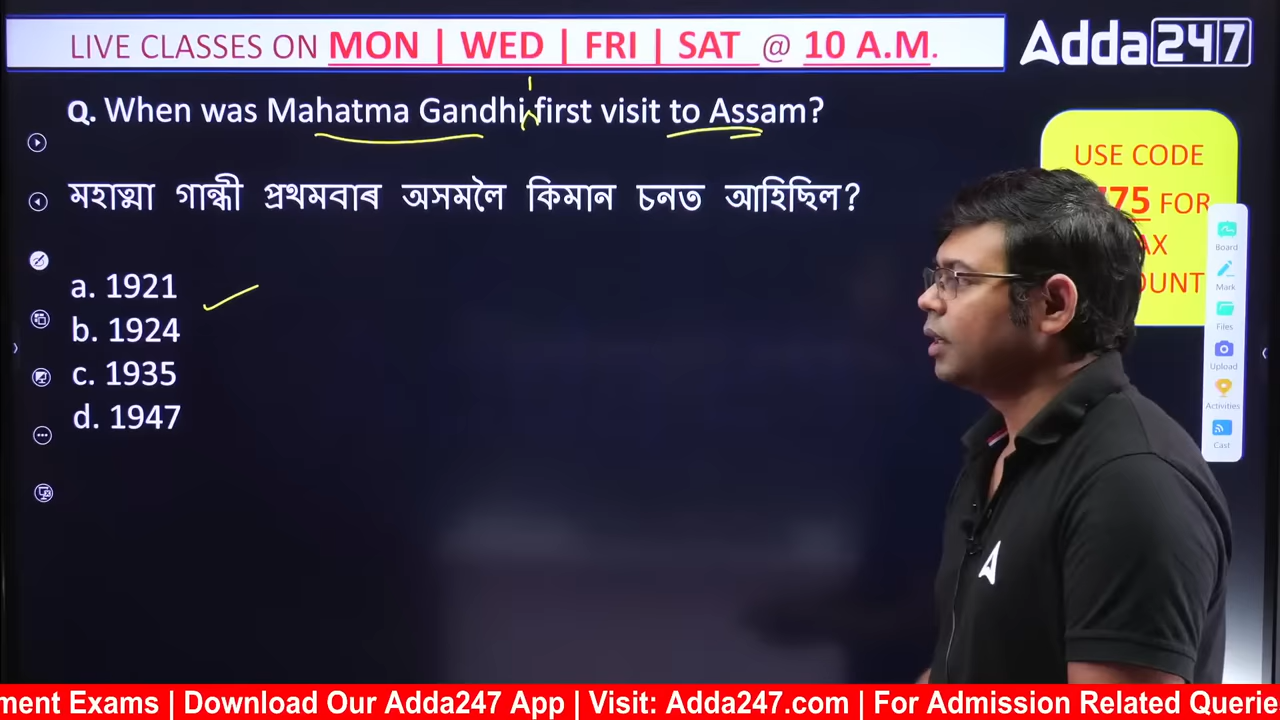 LIVE CLASSES ON MON | WED | FRI | SAT @ 10 A.M.
Adda247
Q. When was Mahatma Gandhi first visit to Assam?
USE CODE
75 FOR
মহাত্মা গান্ধী প্ৰথমবাৰ অসমলৈ কিমান চনত আহিছিল?
Board
Mark
Files
Upload
Activities
Cast
a. 1921
b. 1924
c. 1935
d. 1947
Exams | Download Our Adda247 App | Visit: Adda247.com | For Admission Related